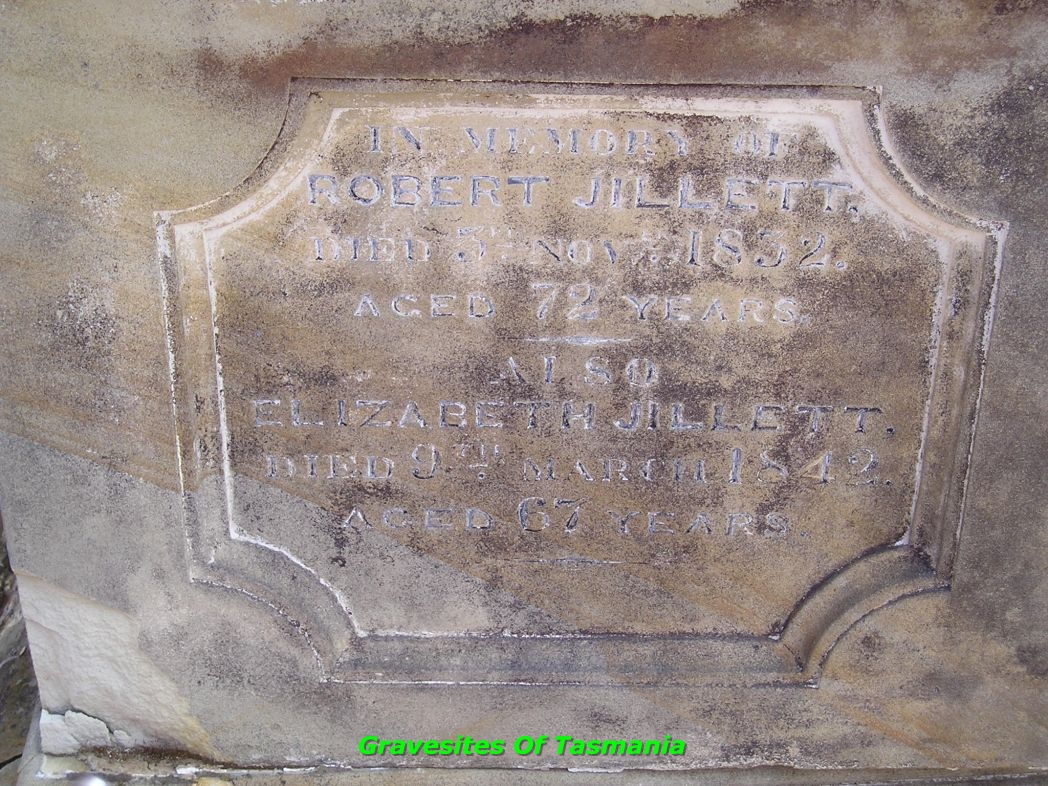 IN MEMORY OF
ROBERT JILLETT,
DIED 5TH NOVR. 1832.
AGED 72 YEARS.
ALSO
ELIZABETH JILLETT,
DIED 9TH MARCH 1842.
AGED 67 YEARS.
Gravesites Of Tasmania